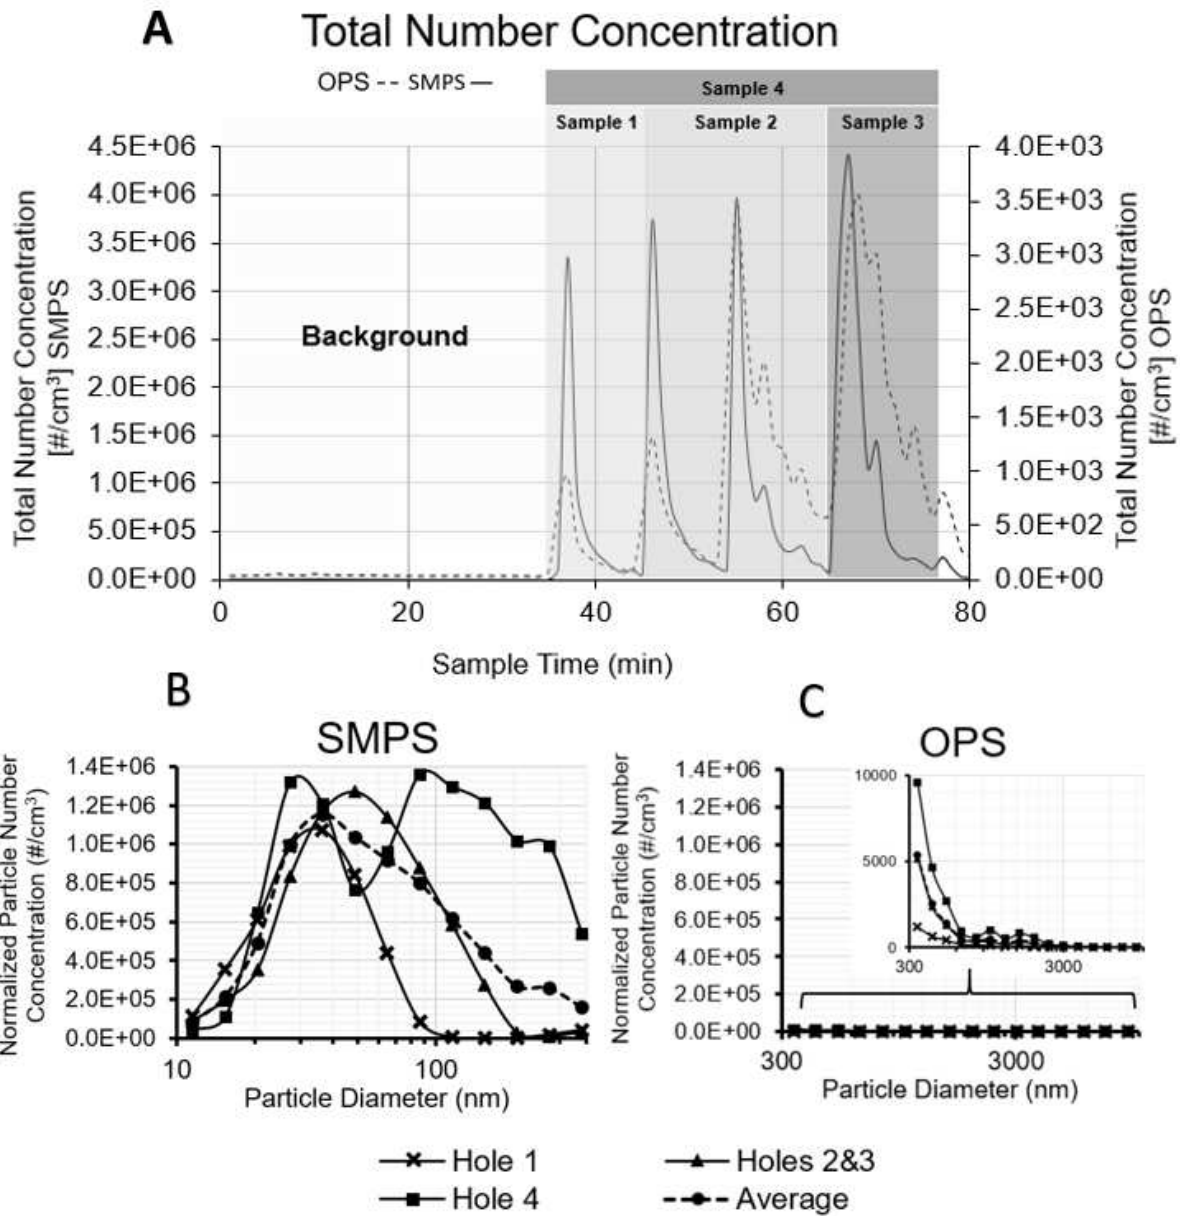 A
Total Number Concentration
OPS -- SMPS —
Sample 4
Sample 1
Sample 2
Sample 3
Total Number Concentration
[#/cm³] SMPS
4.5E+06
4.0E+06
3.5E+06
3.0E+06
2.5E+06
2.0E+06
1.5E+06
1.0E+06
5.0E+05
0.0E+00
Background
4.0E+03
3.5E+03
3.0E+03
2.5E+03
2.0E+03
1.5E+03
1.0E+03
5.0E+02
0.0E+00
Total Number Concentration
[#/cm³] OPS
0 20 40 60 80
Sample Time (min)
B
SMPS
Normalized Particle Number
Concentration (#/cm³)
1.4E+06
1.2E+06
1.0E+06
8.0E+05
6.0E+05
4.0E+05
2.0E+05
0.0E+00
10 100
Particle Diameter (nm)
C
OPS
Normalized Particle Number
Concentration (#/cm³)
1.4E+06
1.2E+06
1.0E+06
8.0E+05
6.0E+05
4.0E+05
2.0E+05
0.0E+00
10000
5000
0
300 3000
300 3000
Particle Diameter (nm)
Hole 1
Holes 2&3
Hole 4
Average